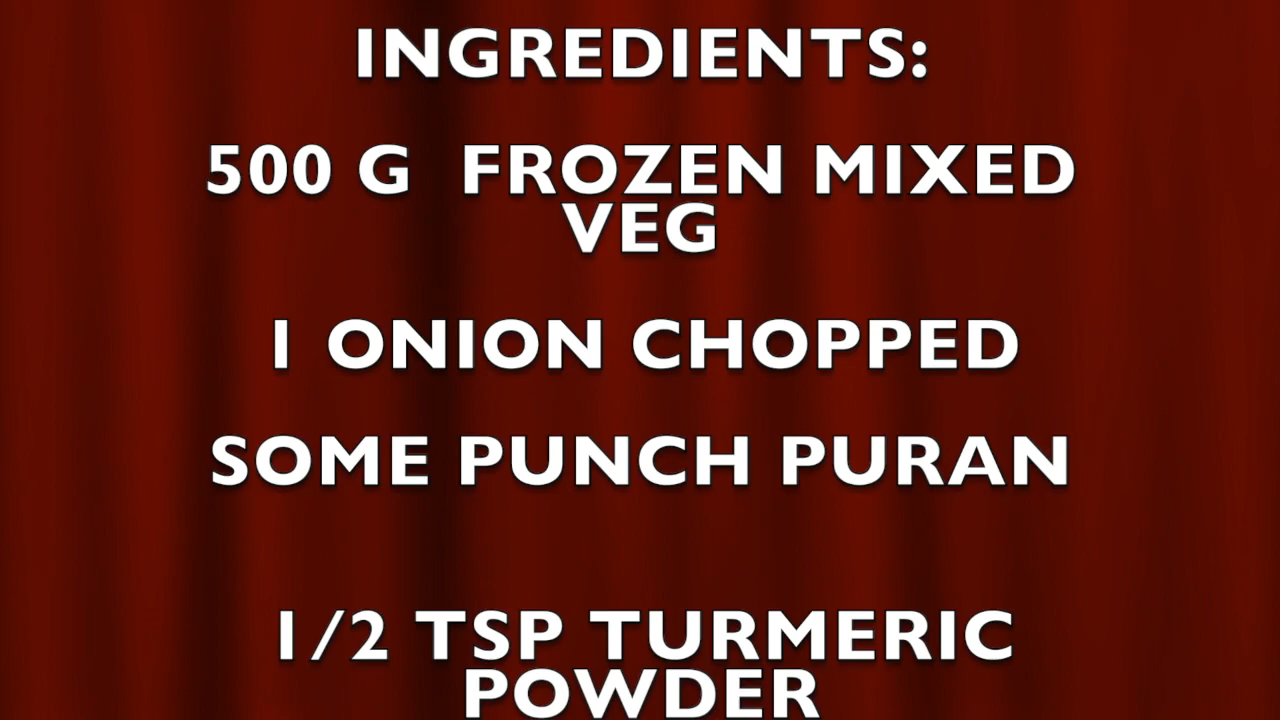 INGREDIENTS:
500 G  FROZEN MIXED
VEG
1 ONION CHOPPED
SOME PUNCH PURAN
1/2 TSP TURMERIC
POWDER